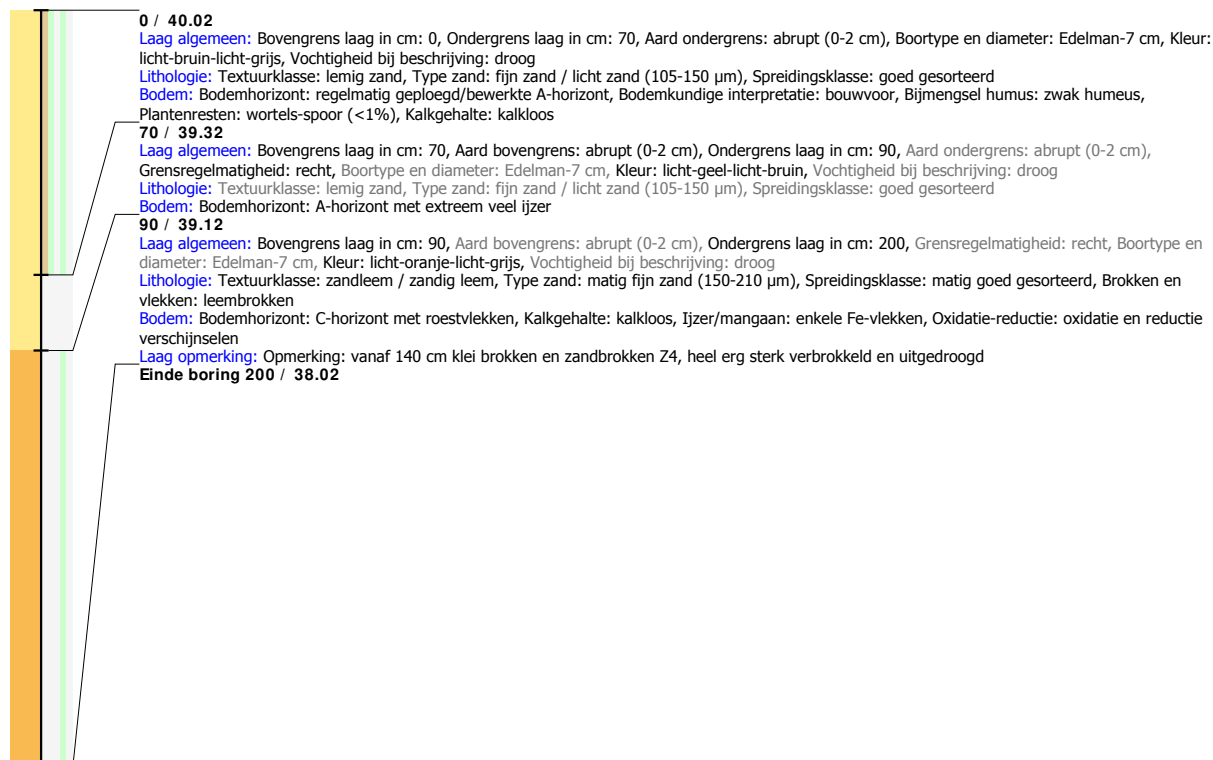 0 / 40.02
Laag algemeen: Bovengrens laag in cm: 0, Ondergrens laag in cm: 70, Aard ondergrens: abrupt (0-2 cm), Boortype en diameter: Edelman-7 cm, Kleur:
licht-bruin-licht-grijs, Vochtigheid bij beschrijving: droog
Lithologie: Textuurklasse: lemig zand, Type zand: fijn zand / licht zand (105-150 µm), Spreidingsklasse: goed gesorteerd
Bodem: Bodemhorizont: regelmatig geploegd/bewerkte A-horizont, Bodemkundige interpretatie: bouwvoor, Bijmengsel humus: zwak humeus,
Plantenresten: wortels-spoor (<1%), Kalkgehalte: kalkloos
70 / 39.32
Laag algemeen: Bovengrens laag in cm: 70, Aard bovengrens: abrupt (0-2 cm), Ondergrens laag in cm: 90, Aard ondergrens: abrupt (0-2 cm),
Grensregelmatigheid: recht, Boortype en diameter: Edelman-7 cm, Kleur: licht-geel-licht-bruin, Vochtigheid bij beschrijving: droog
Lithologie: Textuurklasse: lemig zand, Type zand: fijn zand / licht zand (105-150 µm), Spreidingsklasse: goed gesorteerd
Bodem: Bodemhorizont: A-horizont met extreem veel ijzer
90 / 39.12
Laag algemeen: Bovengrens laag in cm: 90, Aard bovengrens: abrupt (0-2 cm), Ondergrens laag in cm: 200, Grensregelmatigheid: recht, Boortype en
diameter: Edelman-7 cm, Kleur: licht-oranje-licht-grijs, Vochtigheid bij beschrijving: droog
Lithologie: Textuurklasse: zandleem / zandig leem, Type zand: matig fijn zand (150-210 µm), Spreidingsklasse: matig goed gesorteerd, Brokken en
vlekken: leembrokken
Bodem: Bodemhorizont: C-horizont met roestvlekken, Kalkgehalte: kalkloos, Ijzer/mangaan: enkele Fe-vlekken, Oxidatie-reductie: oxidatie en reductie
verschijnselen
Laag opmerking: Opmerking: vanaf 140 cm klei brokken en zandbrokken Z4, heel erg sterk verbrokkeld en uitgedroogd
Einde boring 200 / 38.02